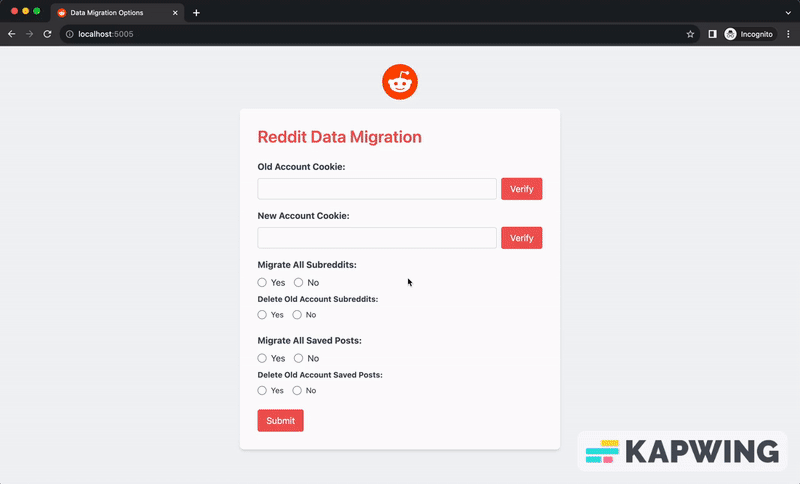 Data Migration Options
localhost:5005
Incognito
Reddit Data Migration
Old Account Cookie:
Verify
New Account Cookie:
Verify
Migrate All Subreddits:
Yes No
Delete Old Account Subreddits:
Yes No
Migrate All Saved Posts:
Yes No
Delete Old Account Saved Posts:
Yes No
Submit
KAPWING